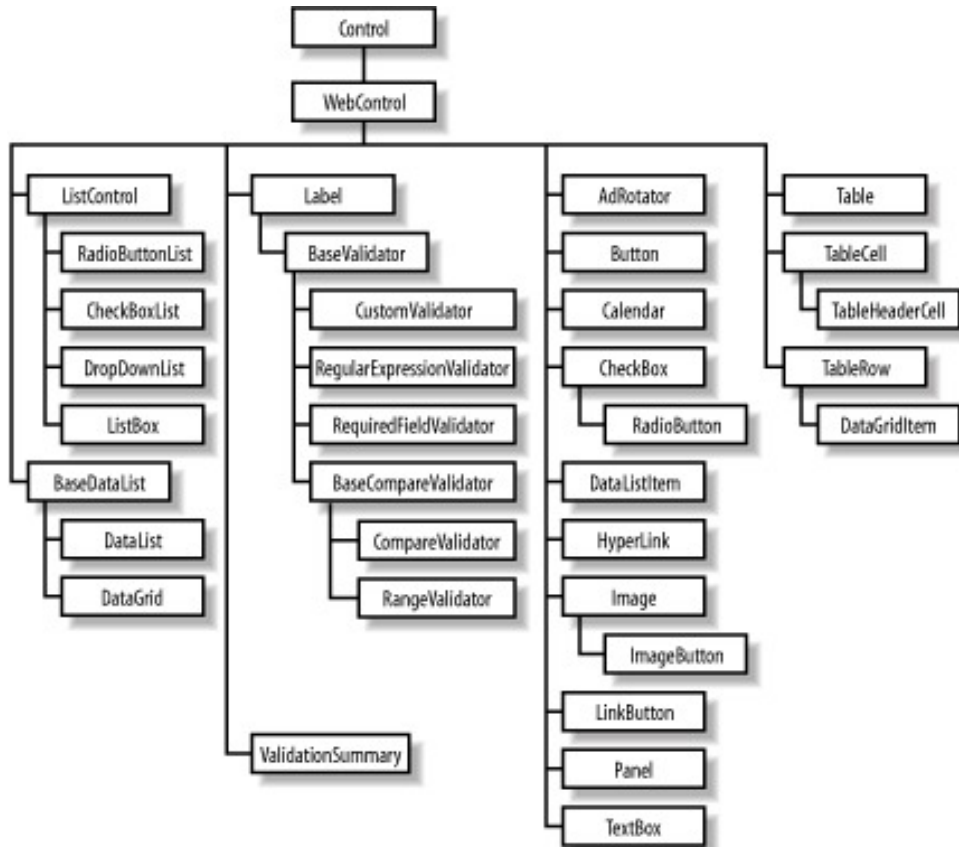 Control
WebControl
ListControl
RadioButtonList
CheckBoxList
DropDownList
ListBox
BaseDataList
DataList
DataGrid
Label
BaseValidator
CustomValidator
RegularExpressionValidator
RequiredFieldValidator
BaseCompareValidator
CompareValidator
RangeValidator
ValidationSummary
AdRotator
Button
Calendar
CheckBox
RadioButton
DataListItem
HyperLink
Image
ImageButton
LinkButton
Panel
TextBox
Table
TableCell
TableHeaderCell
TableRow
DataGridItem